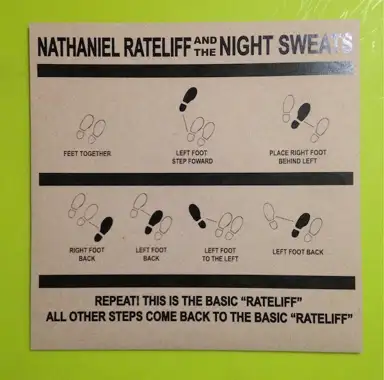 NATHANIEL RATELIFF AND THE NIGHT SWEATS
FEET TOGETHER
LEFT FOOT
STEP FOWARD
PLACE RIGHT FOOT
BEHIND LEFT
RIGHT FOOT
BACK
LEFT FOOT
BACK
LEFT FOOT
TO THE LEFT
LEFT FOOT BACK
REPEAT! THIS IS THE BASIC “RATELIFF”
ALL OTHER STEPS COME BACK TO THE BASIC “RATELIFF”